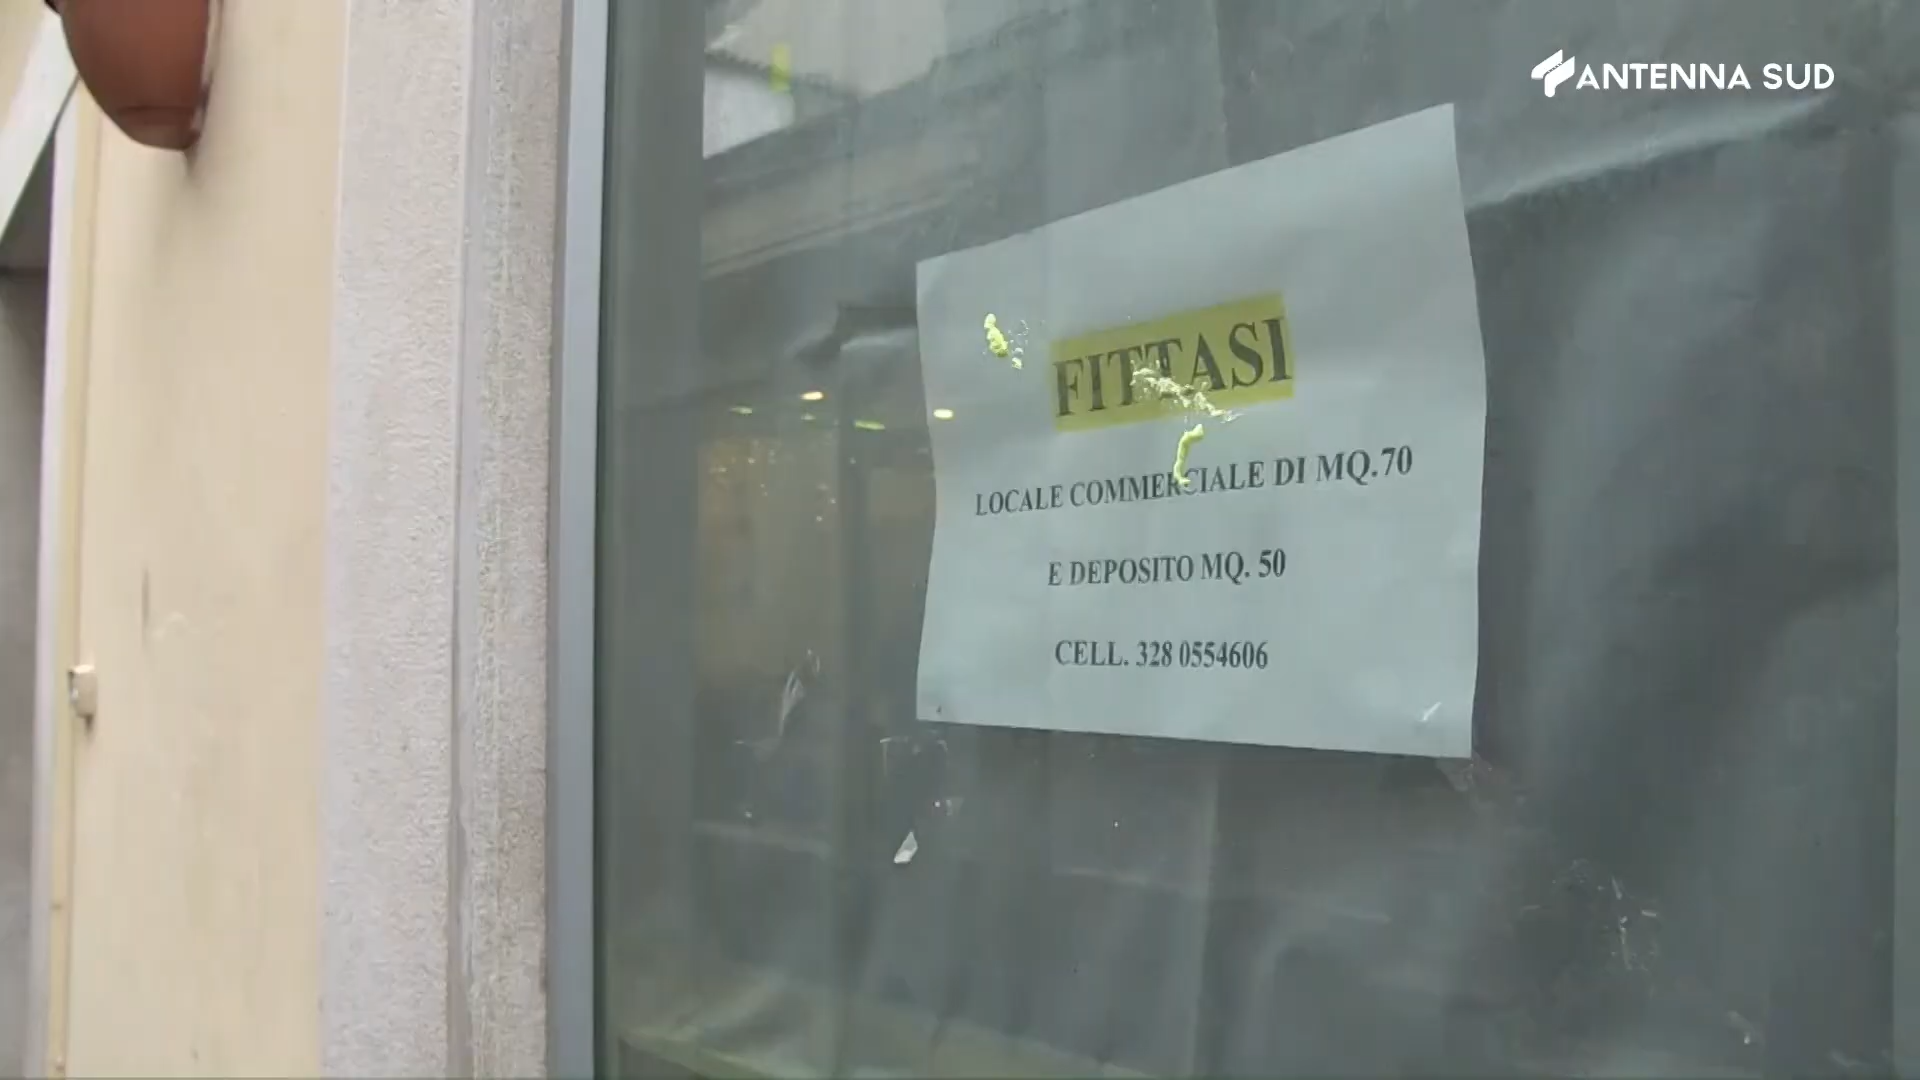 ANTENNA SUD
FITTASI
LOCALE COMMERCIALE DI MQ.70
E DEPOSITO MQ. 50
CELL. 328 0554606